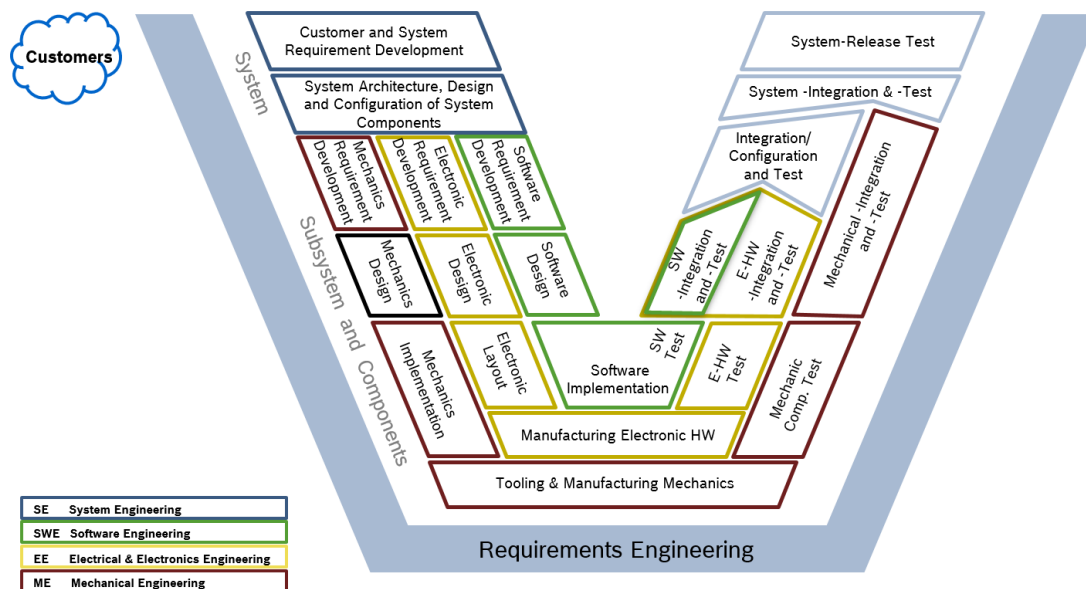 Customers
Customer and System
Requirement Development
System-Release Test
System
System Architecture, Design
and Configuration of System
Components
System -Integration & -Test
Mechanics
Requirement
Development
Electronic
Requirement
Development
Software
Requirement
Development
Integration/
Configuration
and Test
Mechanical -Integration
and -Test
Subsystem and Components
Mechanics
Design
Electronic
Design
Software
Design
SW
-Integration
and -Test
E-HW
-Integration
and -Test
Mechanics
Implementation
Electronic
Layout
Software
Implementation
SW
Test
E-HW
Test
Mechanic
Comp. Test
Manufacturing Electronic HW
Tooling & Manufacturing Mechanics
Requirements Engineering
SE System Engineering
SWE Software Engineering
EE Electrical & Electronics Engineering
ME Mechanical Engineering